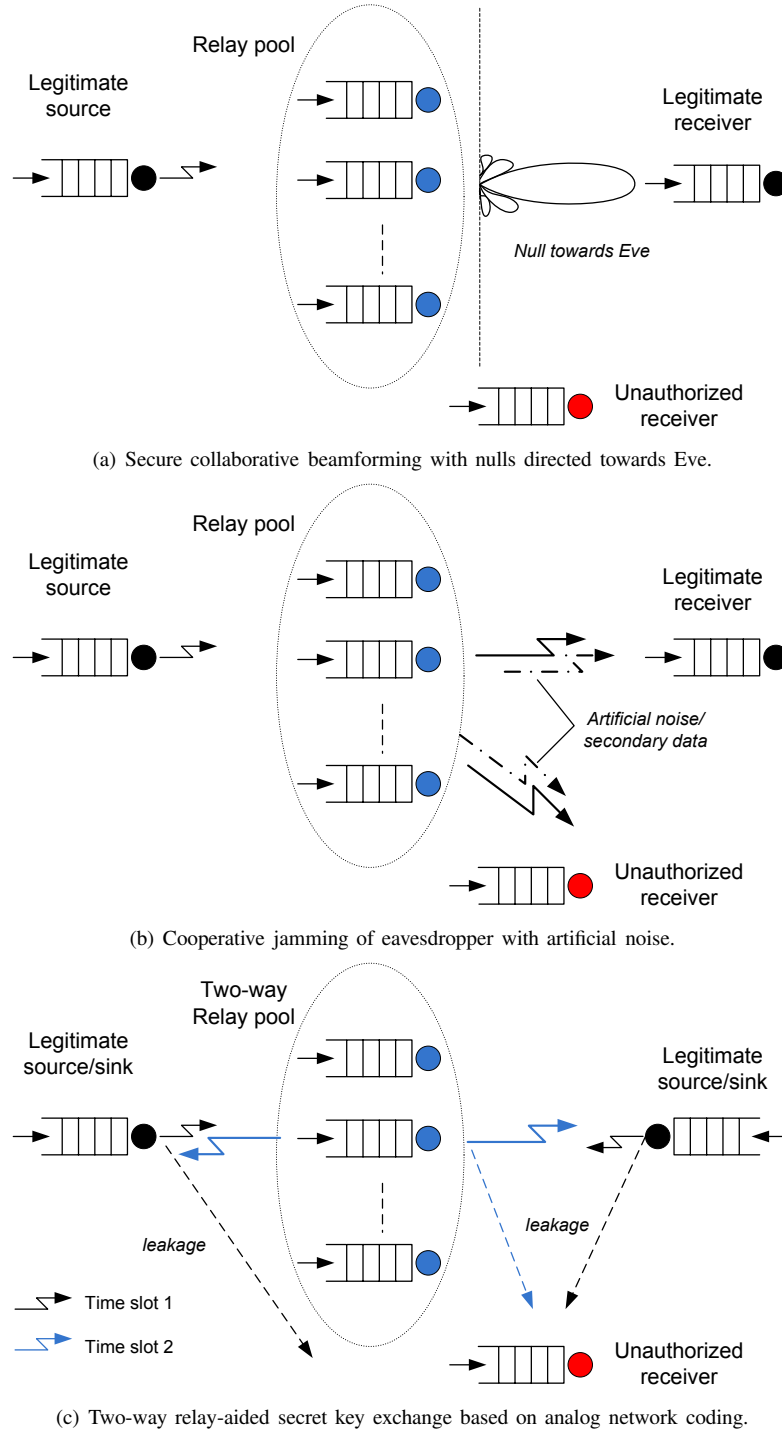 Relay pool
Legitimate
source
Legitimate
receiver
Null towards Eve
Unauthorized
receiver
(a) Secure collaborative beamforming with nulls directed towards Eve.
Relay pool
Legitimate
source
Legitimate
receiver
Artificial noise/
secondary data
Unauthorized
receiver
(b) Cooperative jamming of eavesdropper with artificial noise.
Two-way
Relay pool
Legitimate
source/sink
Legitimate
source/sink
leakage
leakage
Time slot 1
Time slot 2
Unauthorized
receiver
(c) Two-way relay-aided secret key exchange based on analog network coding.